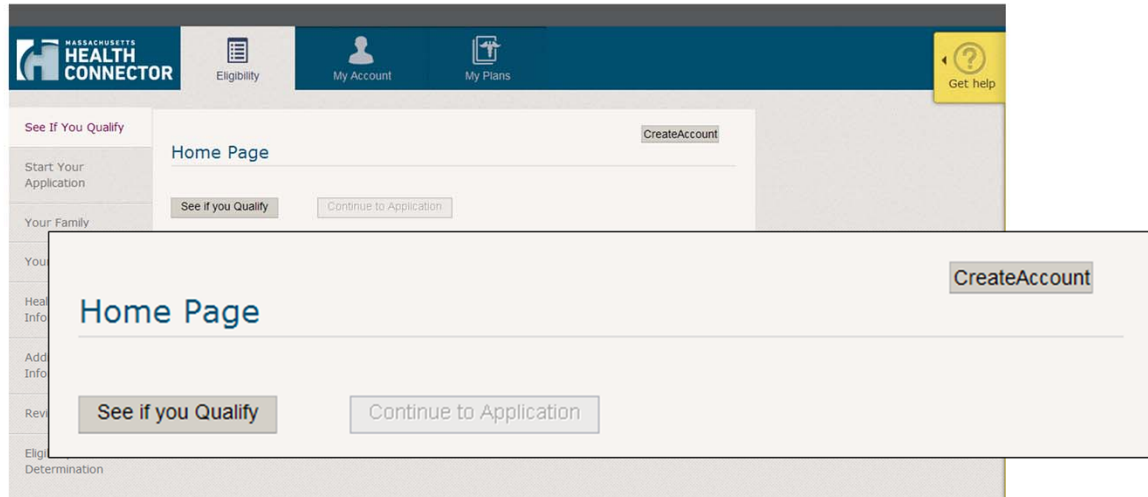 MASSACHUSETTS
HEALTH
CONNECTOR
Eligibility
My Account
My Plans
Get help
See If You Qualify
Start Your
Application
Your Family
CreateAccount
Home Page
See if you Qualify
Continue to Application
CreateAccount
Home Page
See if you Qualify
Continue to Application
Determination